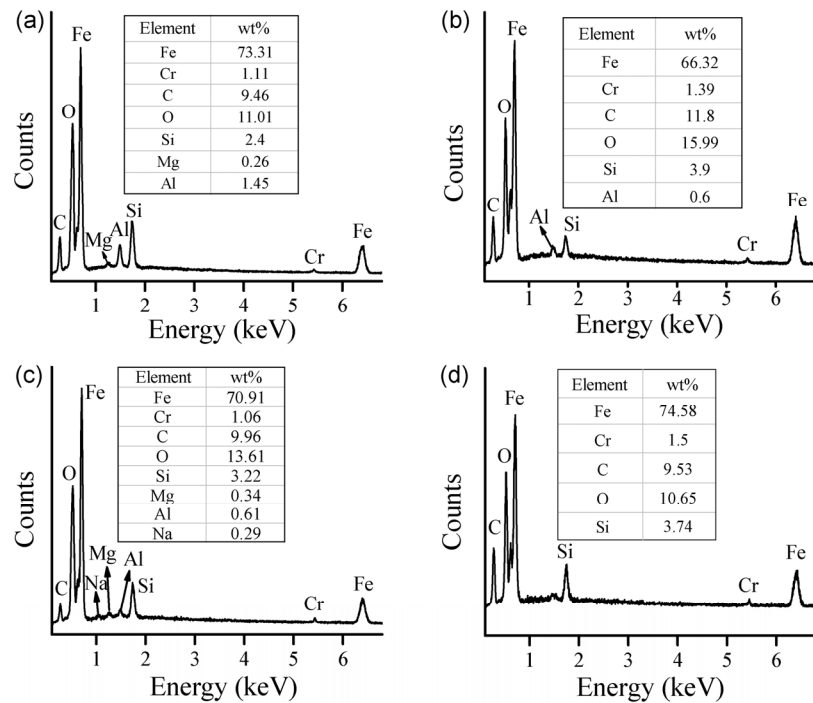 (a)
Fe
O
C
Mg
Al
Si
Cr
Fe
Element wt%
Fe 73.31
Cr 1.11
C 9.46
O 11.01
Si 2.4
Mg 0.26
Al 1.45
Counts
1 2 3 4 5 6
Energy (keV)
(b)
Fe
O
C
Al
Si
Cr
Fe
Element wt%
Fe 66.32
Cr 1.39
C 11.8
O 15.99
Si 3.9
Al 0.6
Counts
1 2 3 4 5 6
Energy (keV)
(c)
Fe
O
C
Na
Mg
Al
Si
Cr
Fe
Element wt%
Fe 70.91
Cr 1.06
C 9.96
O 13.61
Si 3.22
Mg 0.34
Al 0.61
Na 0.29
Counts
1 2 3 4 5 6
Energy (keV)
(d)
Fe
O
C
Si
Cr
Fe
Element wt%
Fe 74.58
Cr 1.5
C 9.53
O 10.65
Si 3.74
Counts
1 2 3 4 5 6
Energy (keV)